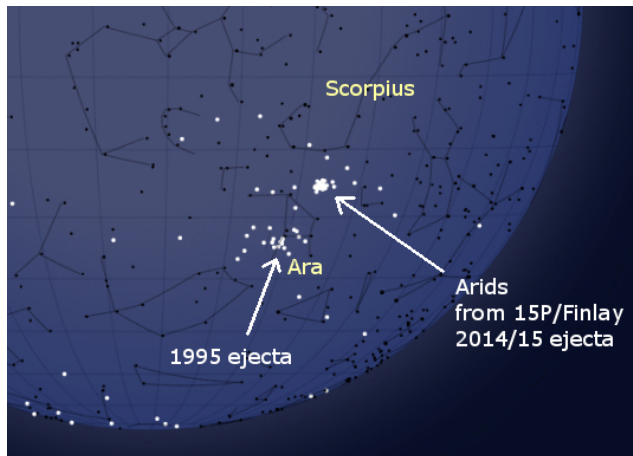 Scorpius
Ara
Arids
from 15P/Finlay
2014/15 ejecta
1995 ejecta